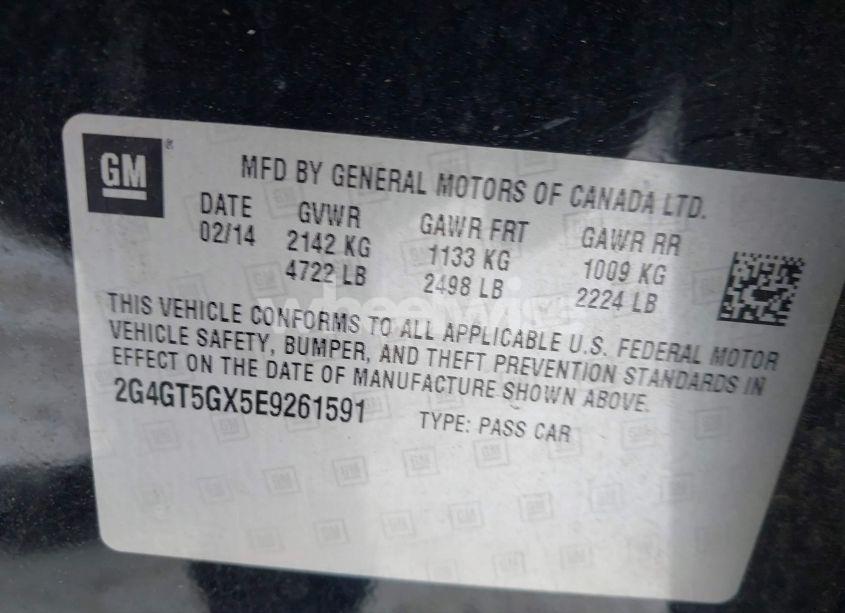 GM
MFD BY GENERAL MOTORS OF CANADA LTD.
DATE GVWR GAWR FRT GAWR RR
02/14 2142 KG 1133 KG 1009 KG
4722 LB 2498 LB 2224 LB
THIS VEHICLE CONFORMS TO ALL APPLICABLE U.S. FEDERAL MOTOR
VEHICLE SAFETY, BUMPER, AND THEFT PREVENTION STANDARDS IN
EFFECT ON THE DATE OF MANUFACTURE SHOWN ABOVE.
2G4GT5GX5E9261591 TYPE: PASS CAR